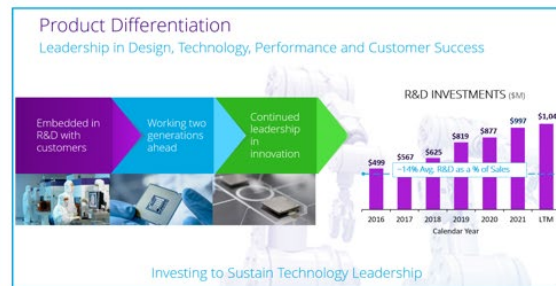 Product Differentiation
Leadership in Design, Technology, Performance and Customer Success
Embedded in
R&D with
customers
Working two
generations
ahead
Continued
leadership
in
innovation
R&D INVESTMENTS ($M)
$499
$567
$625
$819
$877
$997
$1,04
~14% Avg. R&D as a % of Sales
2016
2017
2018
2019
2020
2021
LTM
Calendar Year
Investing to Sustain Technology Leadership